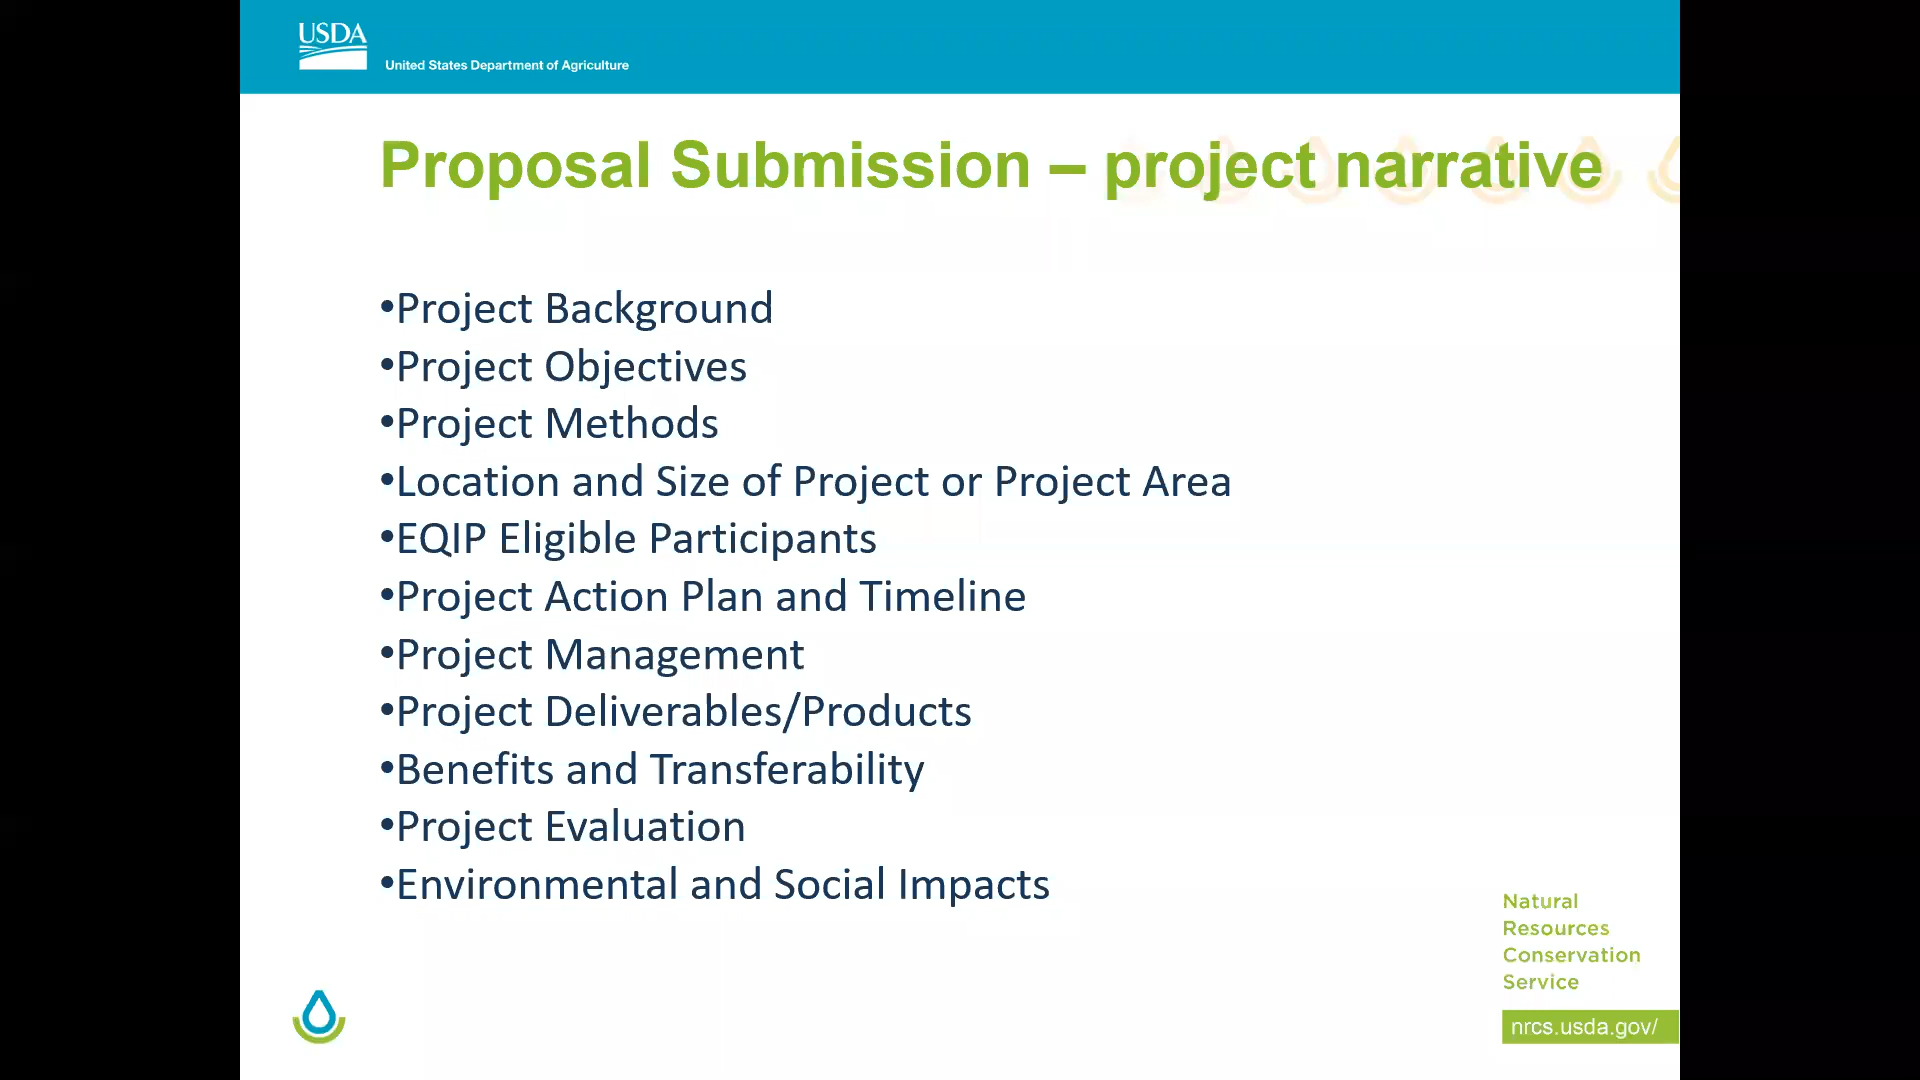 USDA
United States Department of Agriculture
Proposal Submission – project narrative
•Project Background
•Project Objectives
•Project Methods
•Location and Size of Project or Project Area
•EQIP Eligible Participants
•Project Action Plan and Timeline
•Project Management
•Project Deliverables/Products
•Benefits and Transferability
•Project Evaluation
•Environmental and Social Impacts
Natural
Resources
Conservation
Service
nrcs.usda.gov/